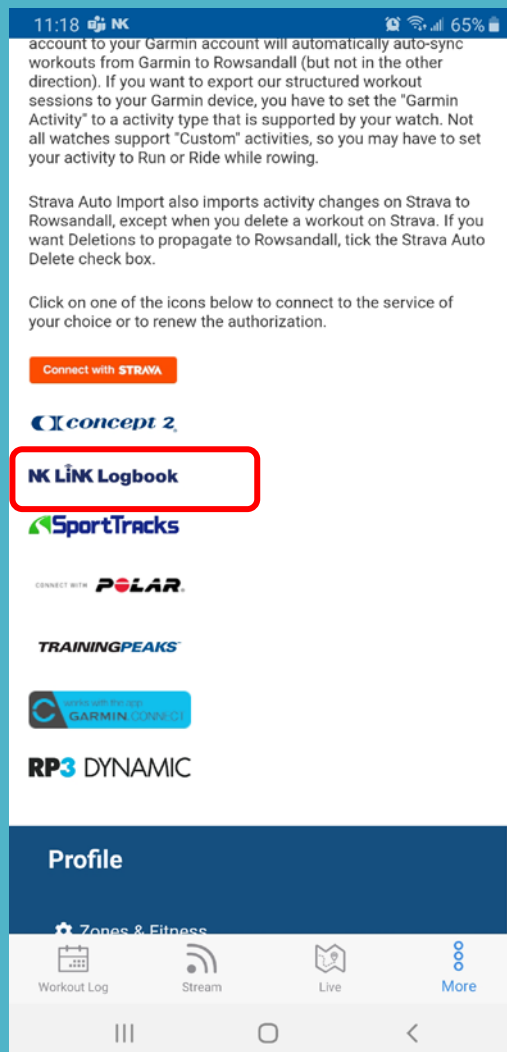 11:18 NK 65%
account to your Garmin account will automatically auto-sync
workouts from Garmin to Rowsandall (but not in the other
direction). If you want to export our structured workout
sessions to your Garmin device, you have to set the "Garmin
Activity" to a activity type that is supported by your watch. Not
all watches support "Custom" activities, so you may have to set
your activity to Run or Ride while rowing.
Strava Auto Import also imports activity changes on Strava to
Rowsandall, except when you delete a workout on Strava. If you
want Deletions to propagate to Rowsandall, tick the Strava Auto
Delete check box.
Click on one of the icons below to connect to the service of
your choice or to renew the authorization.
Connect with STRAVA
concept 2
NK LiNK Logbook
SportTracks
CONNECT WITH POLAR.
TRAININGPEAKS
works with the app
GARMIN CONNECT
RP3 DYNAMIC
Profile
Zones & Fitness
Workout Log Stream Live More